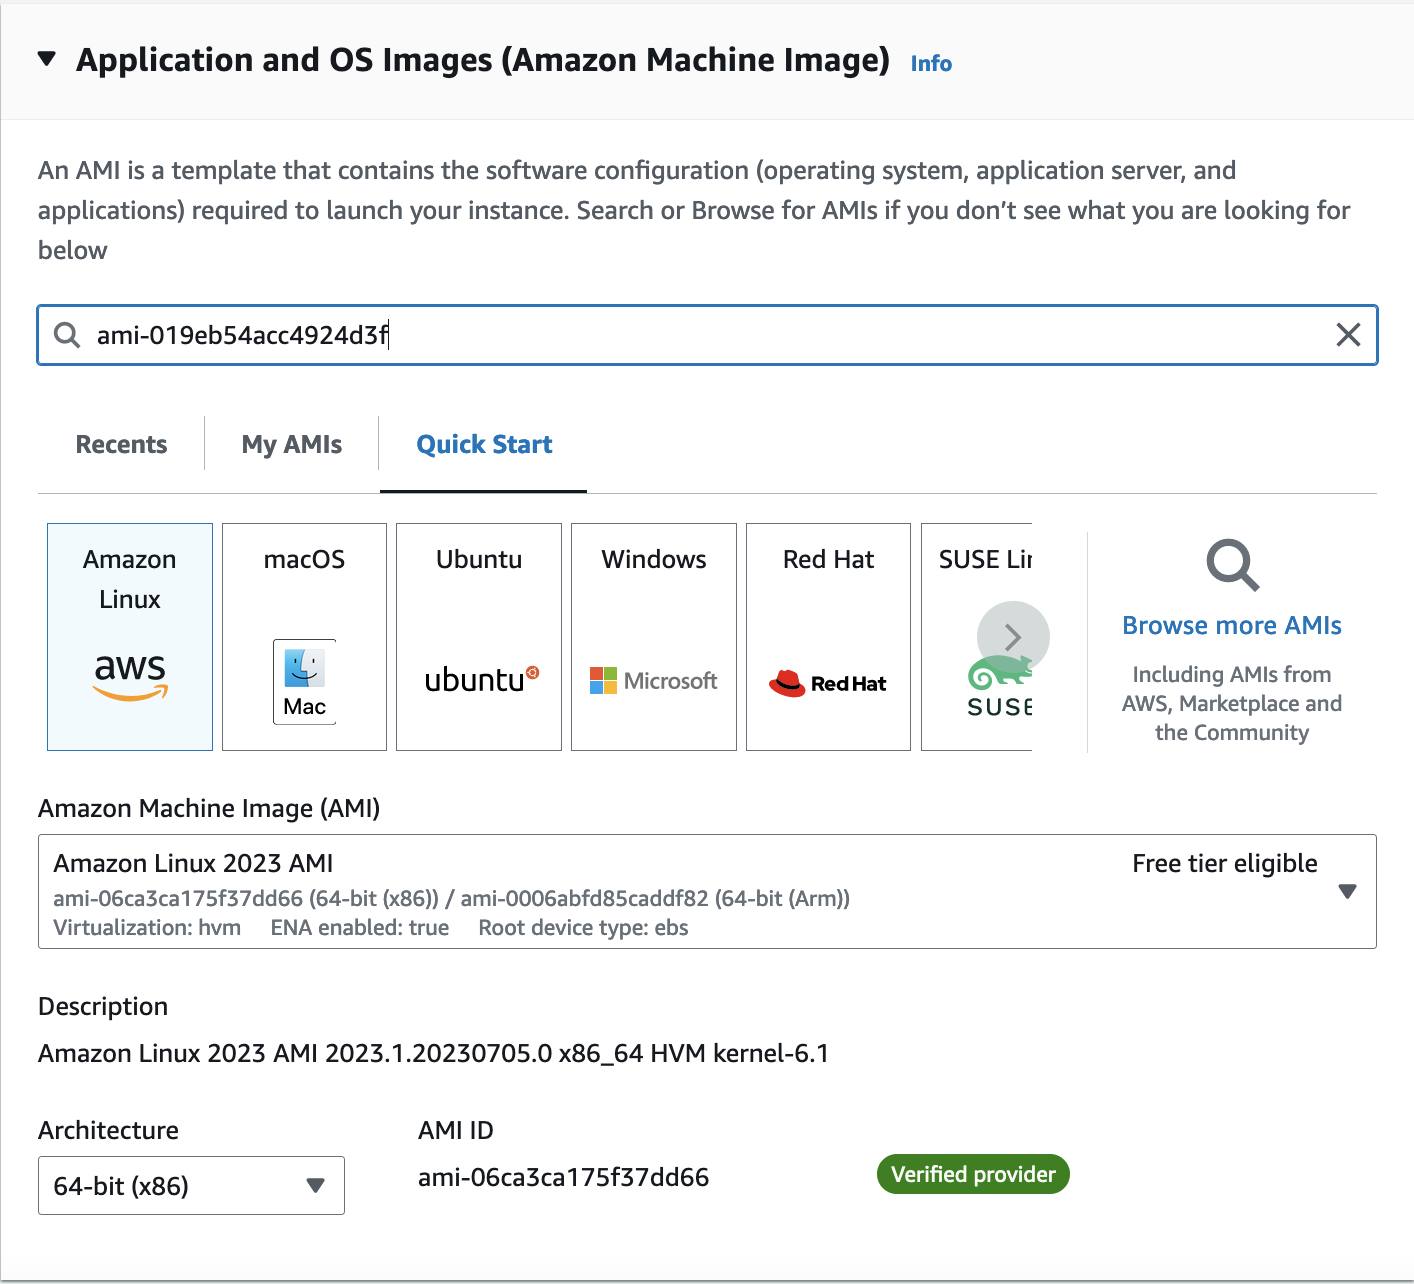 Application and OS Images (Amazon Machine Image) Info
An AMI is a template that contains the software configuration (operating system, application server, and
applications) required to launch your instance. Search or Browse for AMIs if you don’t see what you are looking for
below
ami-019eb54acc4924d3f
Recents
My AMIs
Quick Start
Amazon
Linux
aws
macOS
Mac
Ubuntu
ubuntu
Windows
Microsoft
Red Hat
Red Hat
SUSE Lin
SUSE
Browse more AMIs
Including AMIs from
AWS, Marketplace and
the Community
Amazon Machine Image (AMI)
Amazon Linux 2023 AMI
Free tier eligible
ami-06ca3ca175f37dd66 (64-bit (x86)) / ami-0006abfd85caddf82 (64-bit (Arm))
Virtualization: hvm ENA enabled: true Root device type: ebs
Description
Amazon Linux 2023 AMI 2023.1.20230705.0 x86_64 HVM kernel-6.1
Architecture
64-bit (x86)
AMI ID
ami-06ca3ca175f37dd66
Verified provider